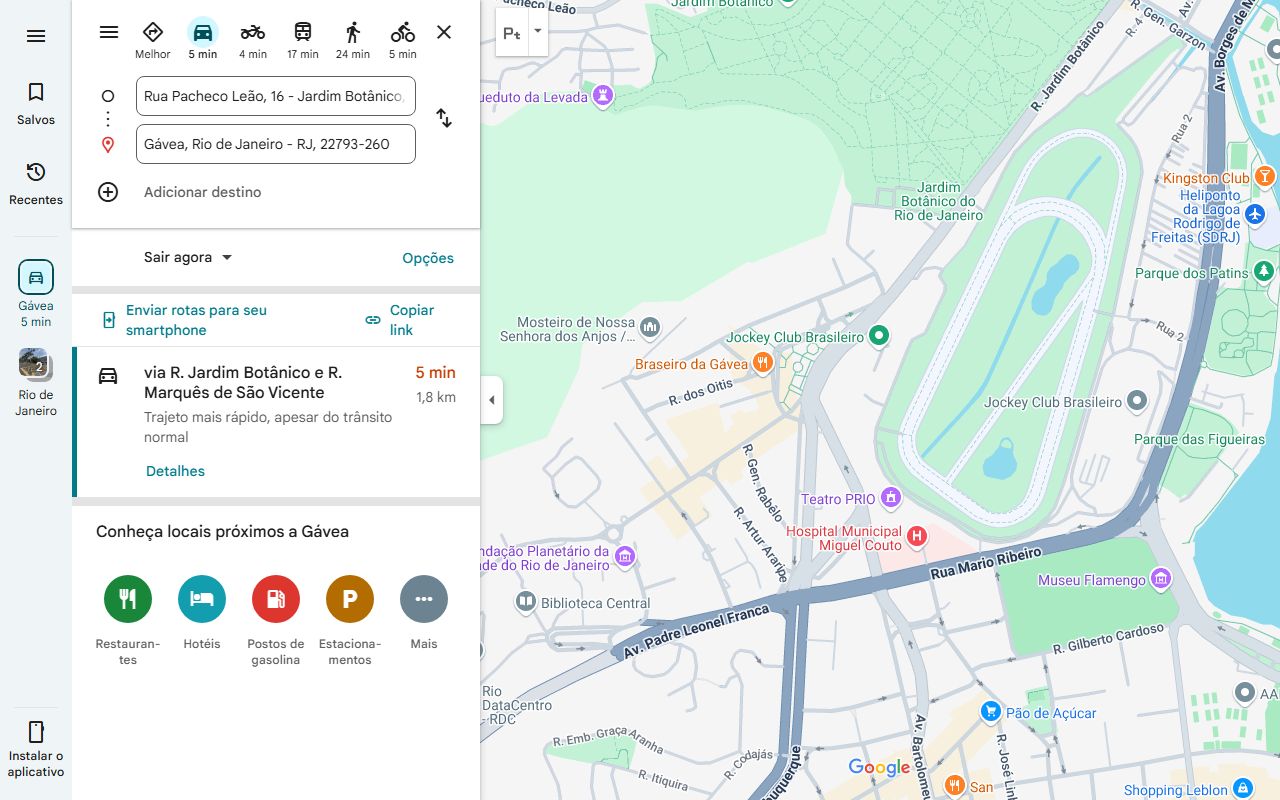 Salvos
Recentes
Gávea
5 min
2
Rio de
Janeiro
Instalar o
aplicativo
Melhor
5 min
4 min
17 min
24 min
5 min
Rua Pacheco Leão, 16 - Jardim Botânico,
Gávea, Rio de Janeiro - RJ, 22793-260
Adicionar destino
Sair agora
Opções
Enviar rotas para seu
smartphone
Copiar
link
via R. Jardim Botânico e R.
Marquês de São Vicente
5 min
1,8 km
Trajeto mais rápido, apesar do trânsito
normal
Detalhes
Conheça locais próximos a Gávea
P
Restauran-
tes
Hotéis
Postos de
gasolina
Estaciona-
mentos
Mais
Pacheco Leão
Jardim Botânico
R. Gen. Garzon
R. 4
Av. Borges de M
R. Jardim Botânico
ueduto da Levada
Rua 2
Kingston Club
Jardim
Botânico do
Rio de Janeiro
Heliponto
da Lagoa
Rodrigo de
Freitas (SDRJ)
Parque dos Patins
Rua 2
Mosteiro de Nossa
Senhora dos Anjos /...
Jockey Club Brasileiro
Braseiro da Gávea
R. dos Oitis
Jockey Club Brasileiro
Parque das Figueiras
R. Gen. Rabêlo
Teatro PRIO
R. Artur Araripe
Hospital Municipal
Miguel Couto
H
Rua Mario Ribeiro
ndação Planetário da
de do Rio de Janeiro
Museu Flamengo
Biblioteca Central
Av. Padre Leonel Franca
R. Gilberto Cardoso
Rio
DataCentro
-RDC
AA
Pão de Açúcar
R. Emb. Graça Aranha
R. Codajás
R. Itiquira
buquerque
Av. Bartolomeu
R. José Linh
Google
San
Shopping Leblon